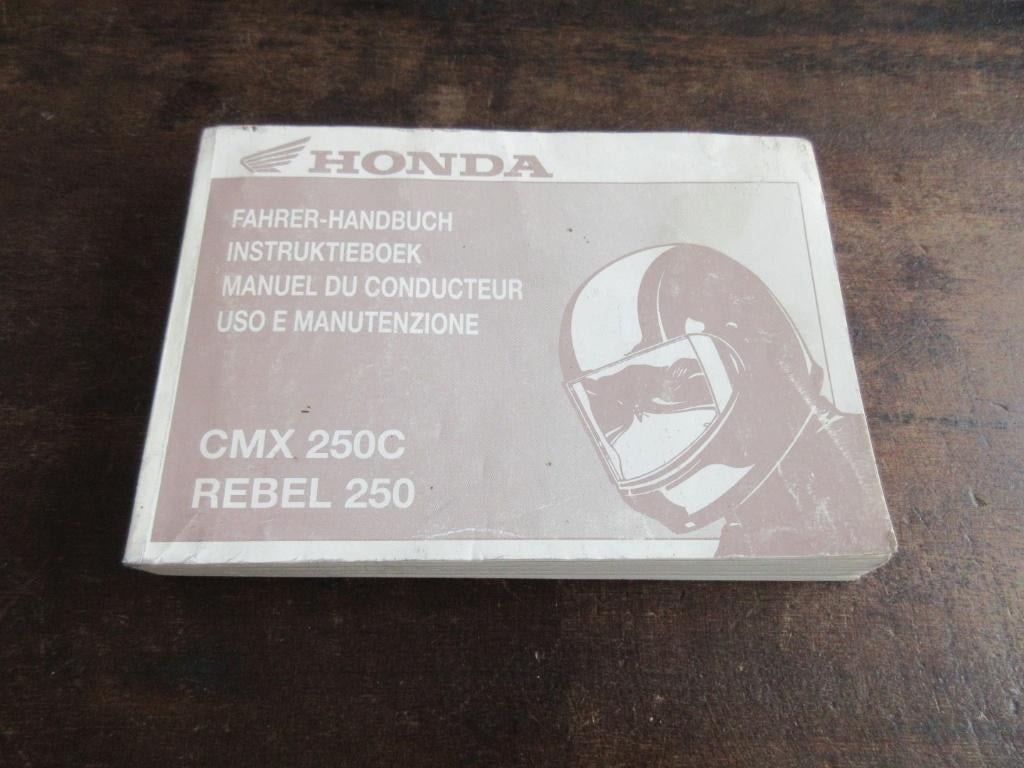 HONDA
FAHRER-HANDBUCH
INSTRUKTIEBOEK
MANUEL DU CONDUCTEUR
USO E MANUTENZIONE
CMX 250C
REBEL 250